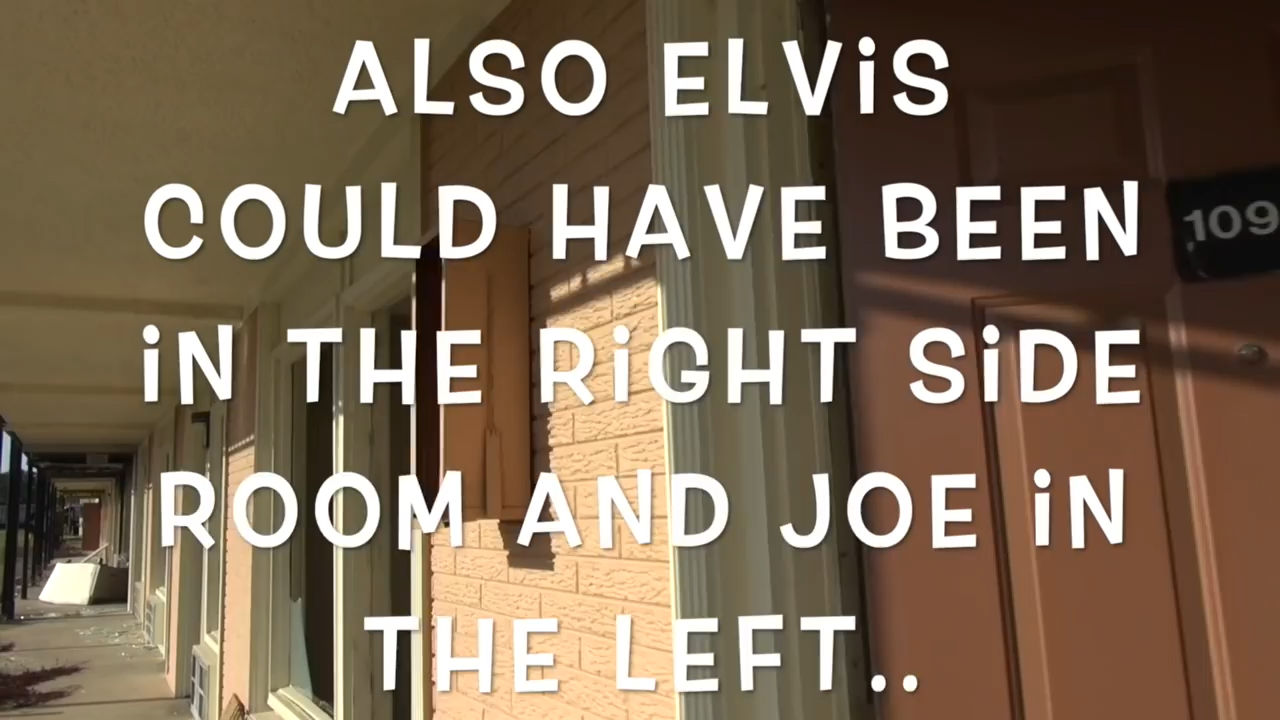 ALSO ELViS
COULD HAVE BEEN
iN THE RiGHT SiDE
ROOM AND JOE iN
THE LEFT..
109